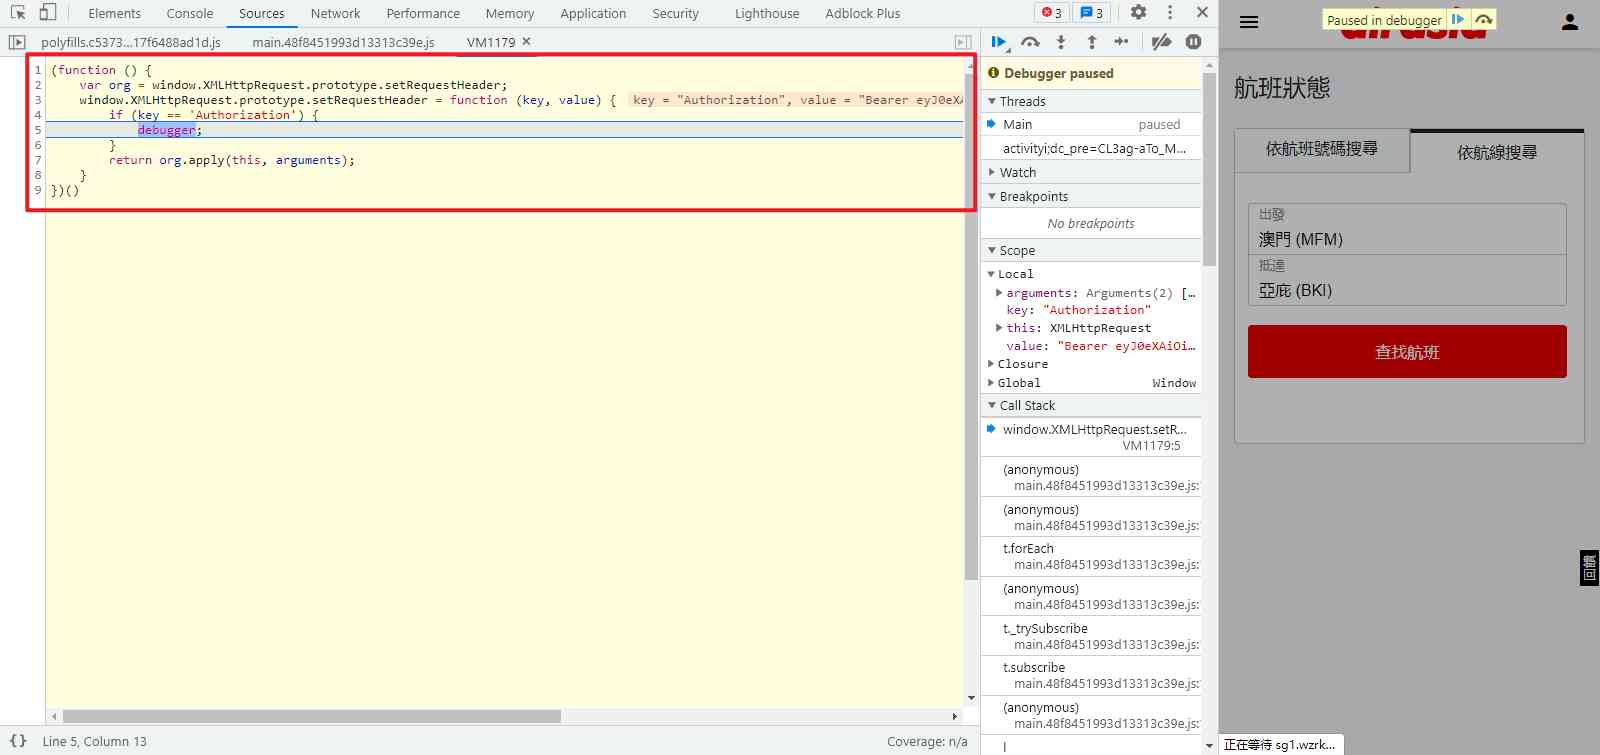 Elements Console Sources Network Performance Memory Application Security Lighthouse Adblock Plus 3 3
polyfills.c5373...17f6488ad1d.js main.48f8451993d13313c39e.js VM1179 ✕
1 (function () {
2 var org = window.XMLHttpRequest.prototype.setRequestHeader;
3 window.XMLHttpRequest.prototype.setRequestHeader = function (key, value) { key = "Authorization", value = "Bearer eyJ0eXA
4 if (key == 'Authorization') {
5 debugger;
6 }
7 return org.apply(this, arguments);
8 }
9 })()
{} Line 5, Column 13 Coverage: n/a
Debugger paused
Threads
Main paused
activityi;dc_pre=CL3ag-aTo_M...
Watch
Breakpoints
No breakpoints
Scope
Local
arguments: Arguments(2) [...
key: "Authorization"
this: XMLHttpRequest
value: "Bearer eyJ0eXAiOi...
Closure
Global Window
Call Stack
window.XMLHttpRequest.setR...
VM1179:5
(anonymous)
main.48f8451993d13313c39e.js:
(anonymous)
main.48f8451993d13313c39e.js:
t.forEach
main.48f8451993d13313c39e.js:
(anonymous)
main.48f8451993d13313c39e.js:
t._trySubscribe
main.48f8451993d13313c39e.js:
t.subscribe
main.48f8451993d13313c39e.js:
(anonymous)
main.48f8451993d13313c39e.js:
Paused in debugger
airasia
航班狀態
依航班號碼搜尋 依航線搜尋
出發
澳門 (MFM)
抵達
亞庇 (BKI)
查找航班
回饋
正在等待 sg1.wzrk...